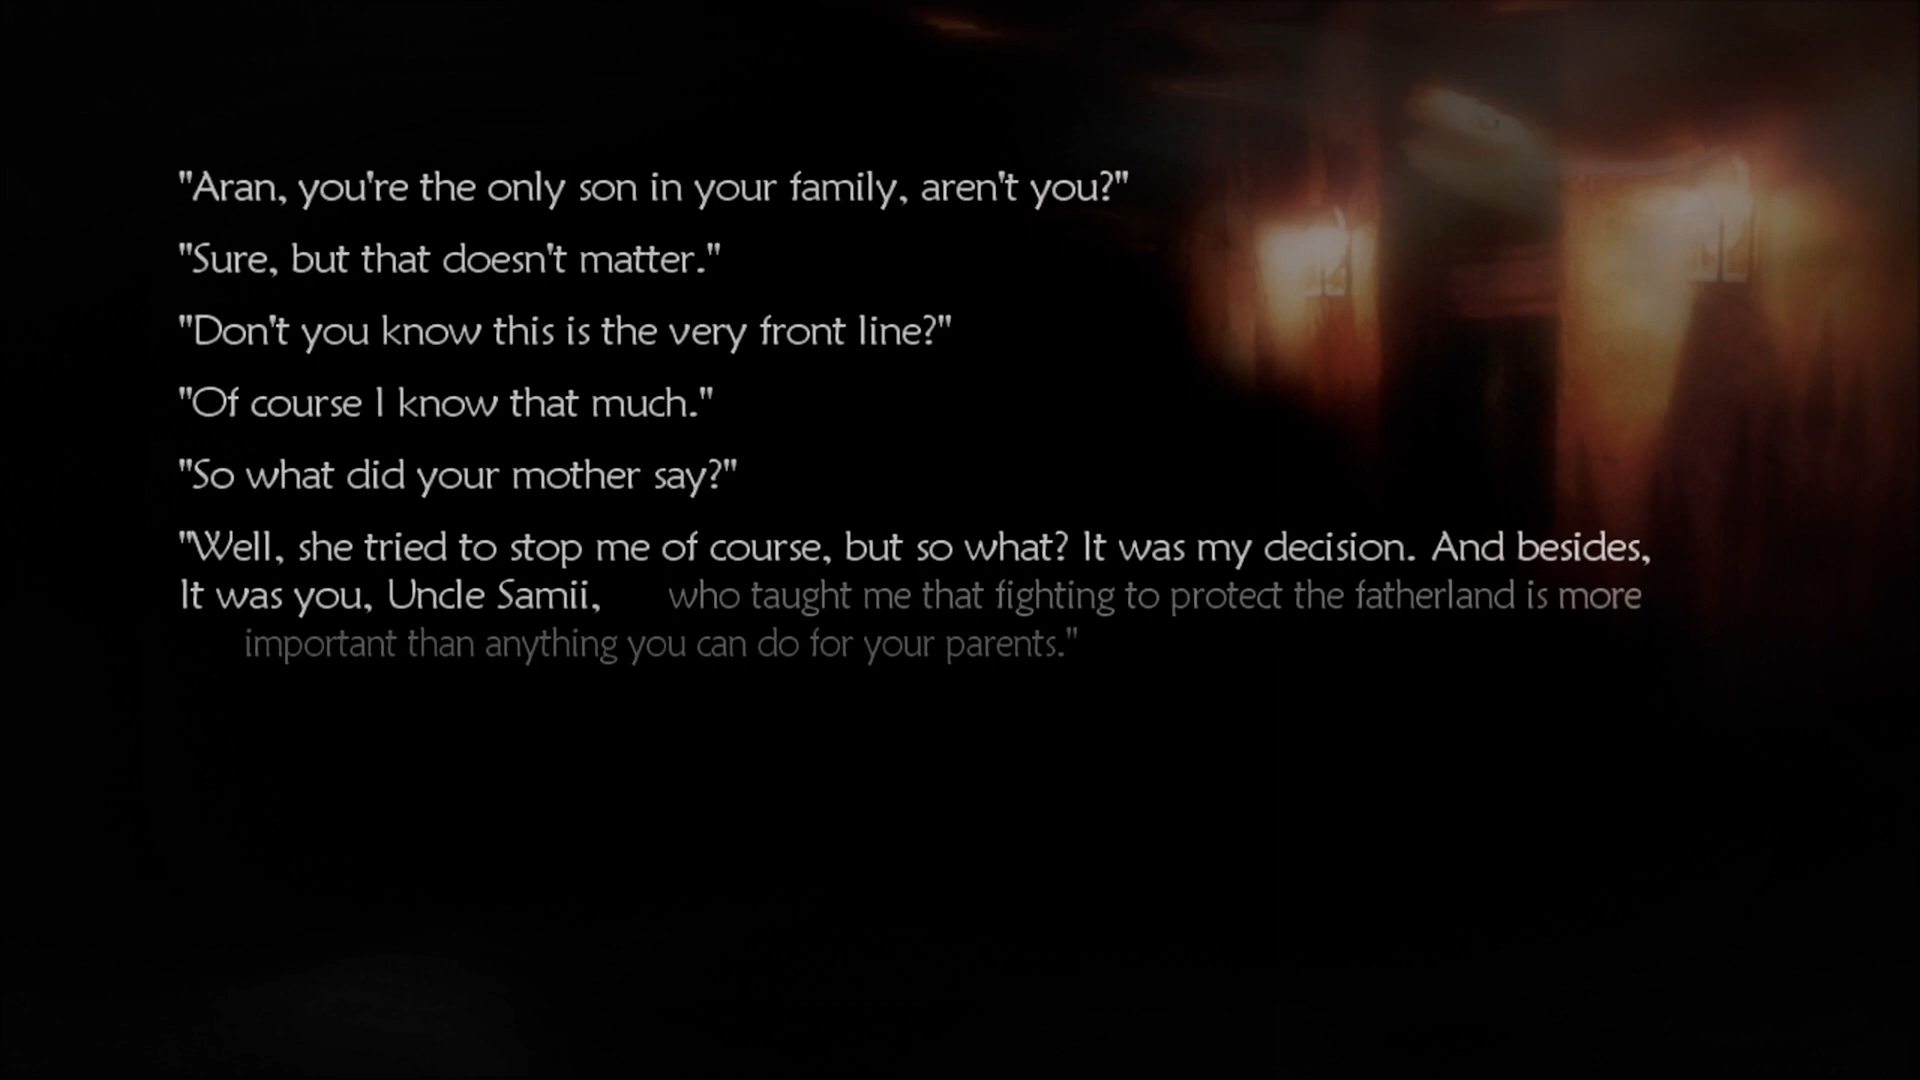 "Aran, you're the only son in your family, aren't you?"
"Sure, but that doesn't matter."
"Don't you know this is the very front line?"
"Of course I know that much."
"So what did your mother say?"
"Well, she tried to stop me of course, but so what? It was my decision. And besides,
It was you, Uncle Samii, who taught me that fighting to protect the fatherland is more
important than anything you can do for your parents."